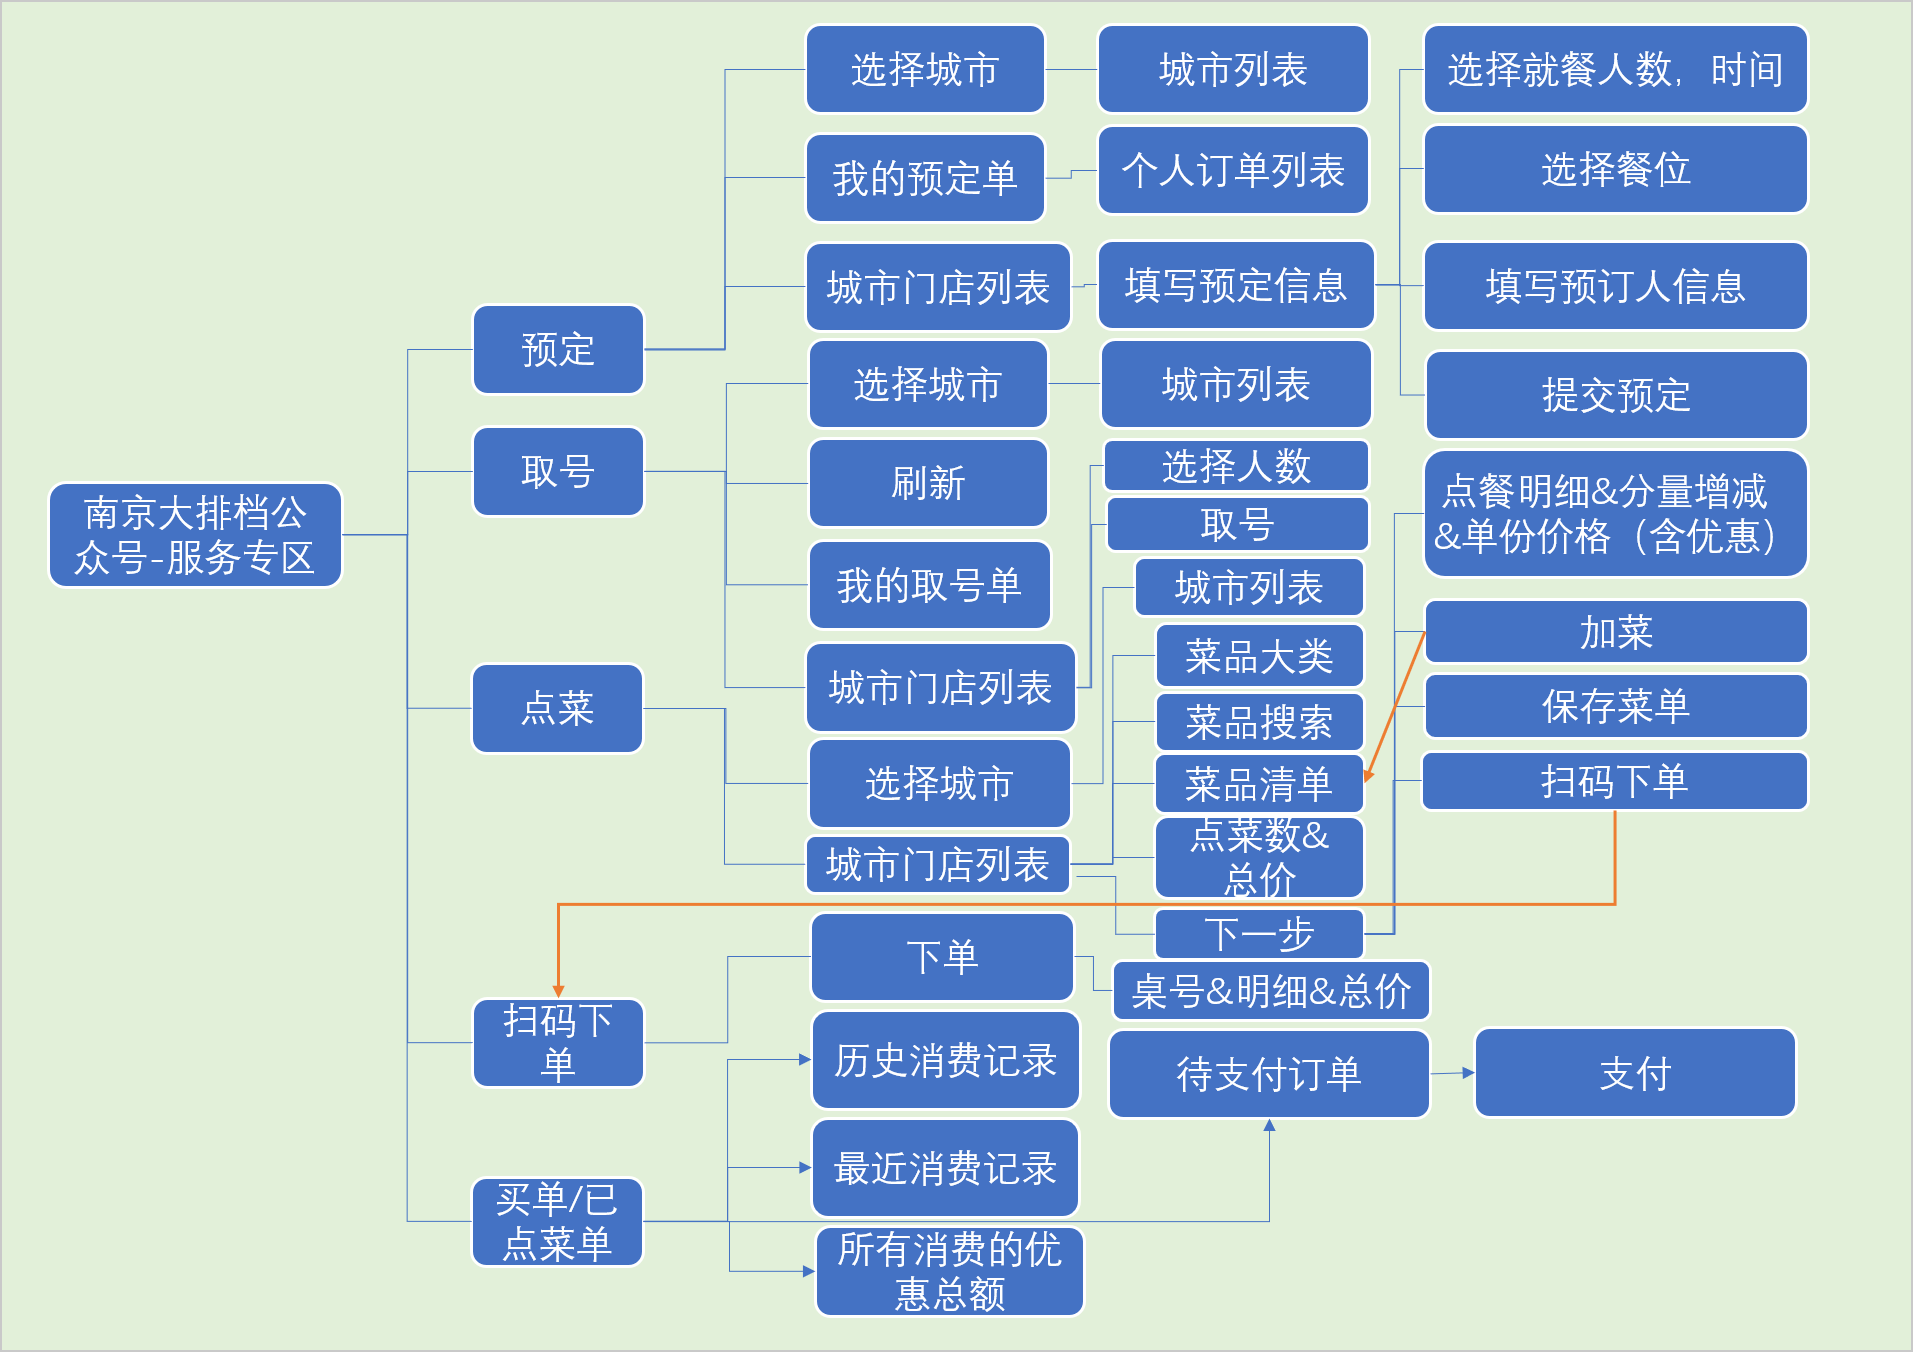 南京大排档公
众号-服务专区
预定
选择城市
城市列表
我的预定单
个人订单列表
城市门店列表
填写预定信息
选择就餐人数，时间
选择餐位
填写预订人信息
提交预定
取号
选择城市
城市列表
刷新
我的取号单
城市门店列表
选择人数
取号
点菜
选择城市
城市列表
城市门店列表
菜品大类
菜品搜索
菜品清单
点菜数&
总价
下一步
点餐明细&分量增减
&单份价格（含优惠）
加菜
保存菜单
扫码下单
扫码下
单
下单
桌号&明细&总价
买单/已
点菜单
历史消费记录
最近消费记录
所有消费的优
惠总额
待支付订单
支付